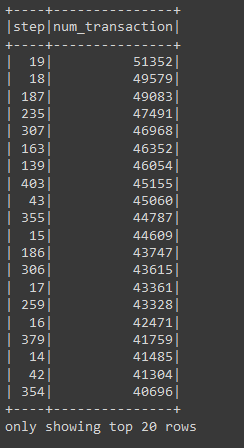 +----+---------------+
|step|num_transaction|
+----+---------------+
|  19|          51352|
|  18|          49579|
| 187|          49083|
| 235|          47491|
| 307|          46968|
| 163|          46352|
| 139|          46054|
| 403|          45155|
|  43|          45060|
| 355|          44787|
|  15|          44609|
| 186|          43747|
| 306|          43615|
|  17|          43361|
| 259|          43328|
|  16|          42471|
| 379|          41759|
|  14|          41485|
|  42|          41304|
| 354|          40696|
+----+---------------+
only showing top 20 rows